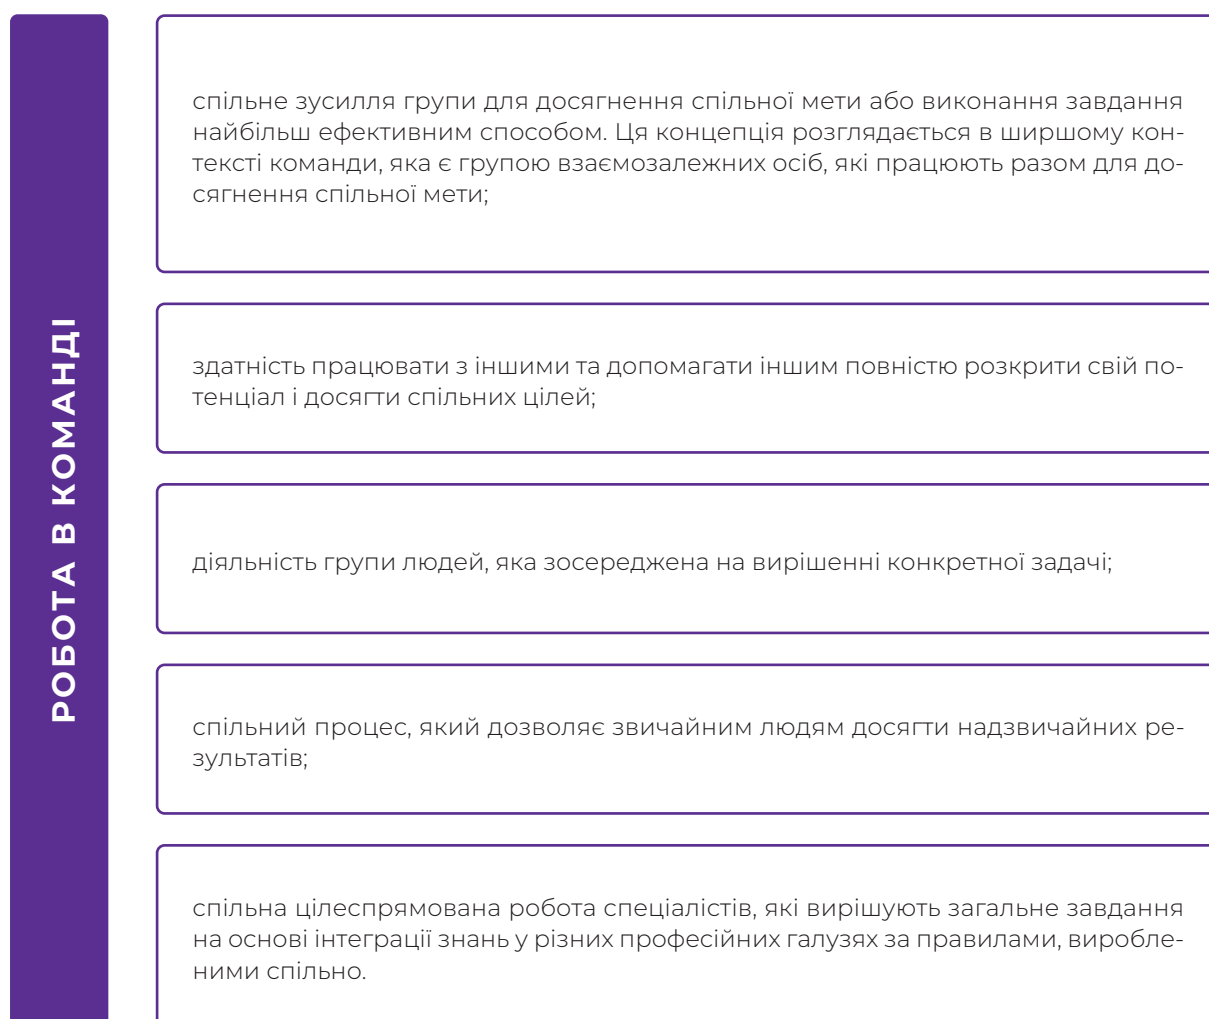 РОБОТА В КОМАНДІ
спільне зусилля групи для досягнення спільної мети або виконання завдання
найбільш ефективним способом. Ця концепція розглядається в ширшому кон-
тексті команди, яка є групою взаємозалежних осіб, які працюють разом для до-
сягнення спільної мети;
здатність працювати з іншими та допомагати іншим повністю розкрити свій по-
тенціал і досягти спільних цілей;
діяльність групи людей, яка зосереджена на вирішенні конкретної задачі;
спільний процес, який дозволяє звичайним людям досягти надзвичайних ре-
зультатів;
спільна цілеспрямована робота спеціалістів, які вирішують загальне завдання
на основі інтеграції знань у різних професійних галузях за правилами, виробле-
ними спільно.